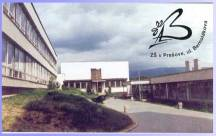 ZŠ v Prešove, ul. Bernolákova